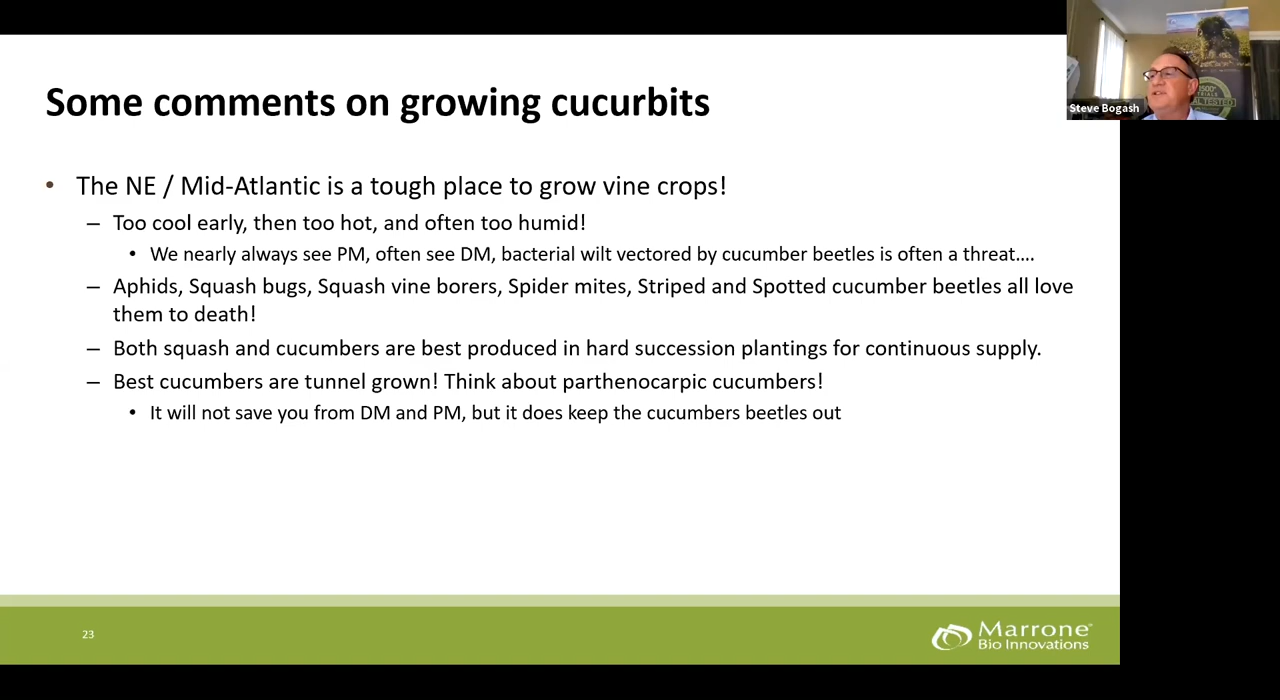 Some comments on growing cucurbits
• The NE / Mid-Atlantic is a tough place to grow vine crops!
– Too cool early, then too hot, and often too humid!
• We nearly always see PM, often see DM, bacterial wilt vectored by cucumber beetles is often a threat....
– Aphids, Squash bugs, Squash vine borers, Spider mites, Striped and Spotted cucumber beetles all love
them to death!
– Both squash and cucumbers are best produced in hard succession plantings for continuous supply.
– Best cucumbers are tunnel grown! Think about parthenocarpic cucumbers!
• It will not save you from DM and PM, but it does keep the cucumbers beetles out
23
Marrone™
Bio Innovations
Steve Bogash
TRIALS